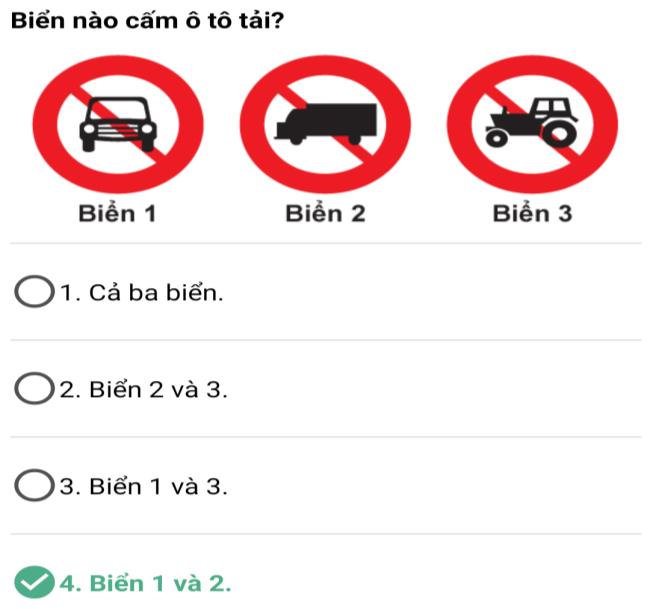 Biển nào cấm ô tô tải?
Biển 1 Biển 2 Biển 3
1. Cả ba biển.
2. Biển 2 và 3.
3. Biển 1 và 3.
4. Biển 1 và 2.